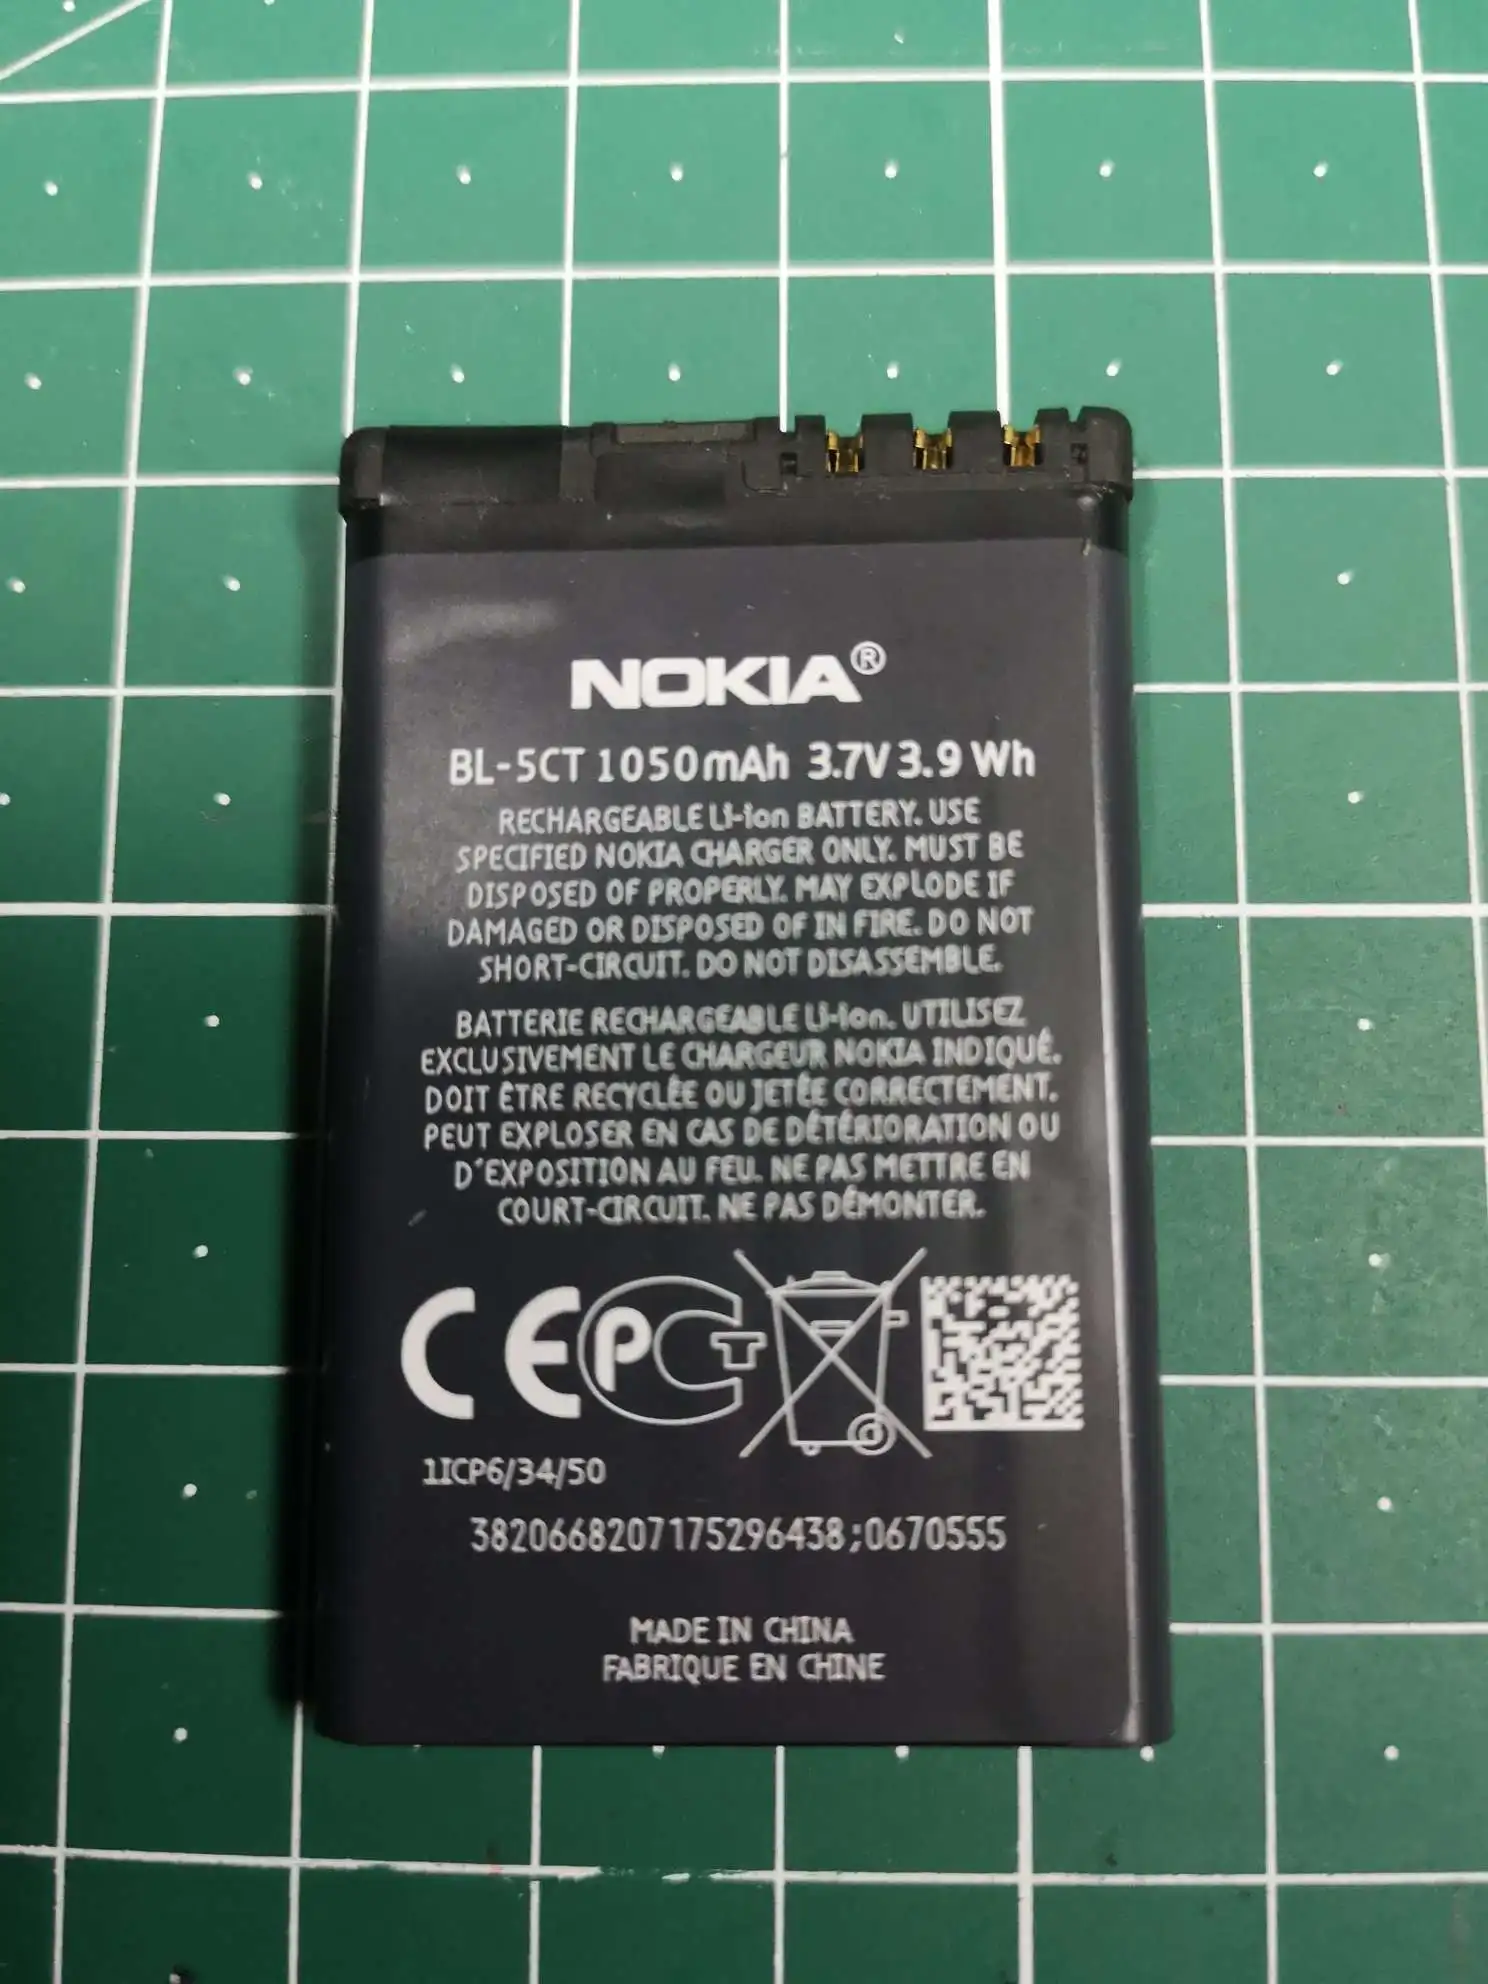 NOKIA®
BL-5CT 1050mAh 3.7V 3.9 Wh
RECHARGEABLE Li-ion BATTERY. USE
SPECIFIED NOKIA CHARGER ONLY. MUST BE
DISPOSED OF PROPERLY. MAY EXPLODE IF
DAMAGED OR DISPOSED OF IN FIRE. DO NOT
SHORT-CIRCUIT. DO NOT DISASSEMBLE.
BATTERIE RECHARGEABLE Li-ion. UTILISEZ
EXCLUSIVEMENT LE CHARGEUR NOKIA INDIQUÉ.
DOIT ÊTRE RECYCLÉE OU JETÉE CORRECTEMENT.
PEUT EXPLOSER EN CAS DE DÉTÉRIORATION OU
D'EXPOSITION AU FEU. NE PAS METTRE EN
COURT-CIRCUIT. NE PAS DÉMONTER.
CE PCT
1ICP6/34/50
3820668207175296438;0670555
MADE IN CHINA
FABRIQUE EN CHINE